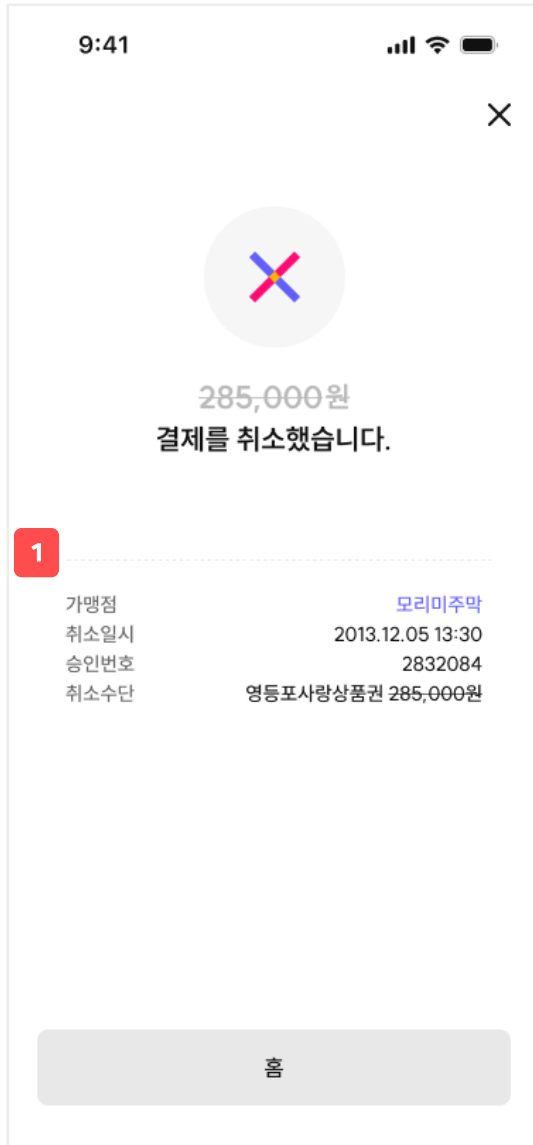 9:41
285,000원
결제를 취소했습니다.
1
가맹점 모리미주막
취소일시 2013.12.05 13:30
승인번호 2832084
취소수단 영등포사랑상품권 285,000원
홈